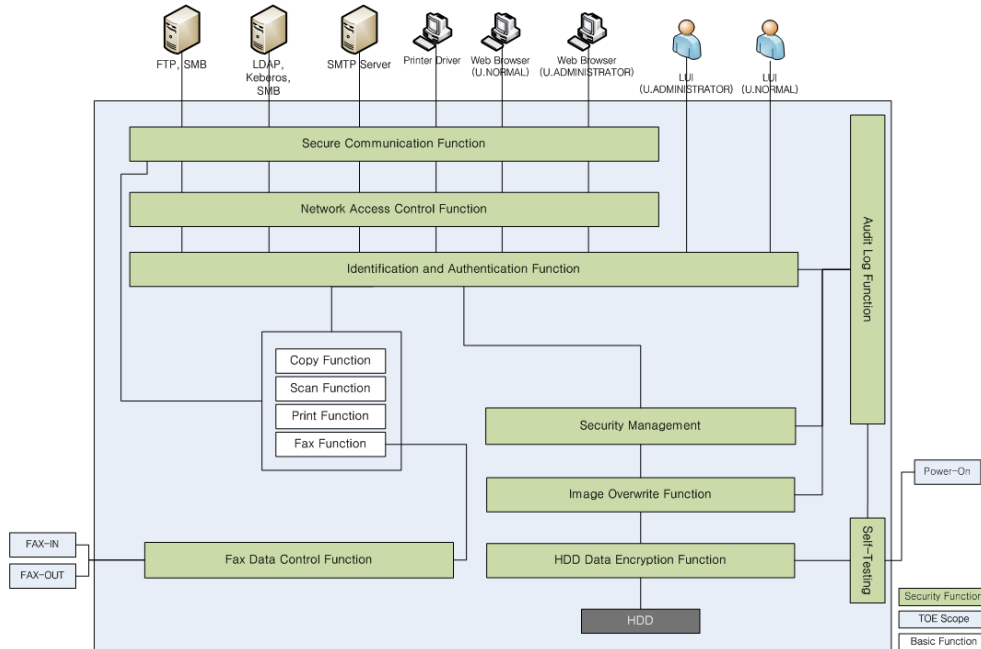 FTP, SMB
LDAP,
Keberos,
SMB
SMTP Server
Printer Driver
Web Browser
(U.NORMAL)
Web Browser
(U.ADMINISTRATOR)
LUI
(U.ADMINISTRATOR)
LUI
(U.NORMAL)
Secure Communication Function
Network Access Control Function
Identification and Authentication Function
Audit Log Function
Copy Function
Scan Function
Print Function
Fax Function
Security Management
Image Overwrite Function
Power-On
FAX-IN
FAX-OUT
Fax Data Control Function
HDD Data Encryption Function
Self-Testing
HDD
Security Function
TOE Scope
Basic Function